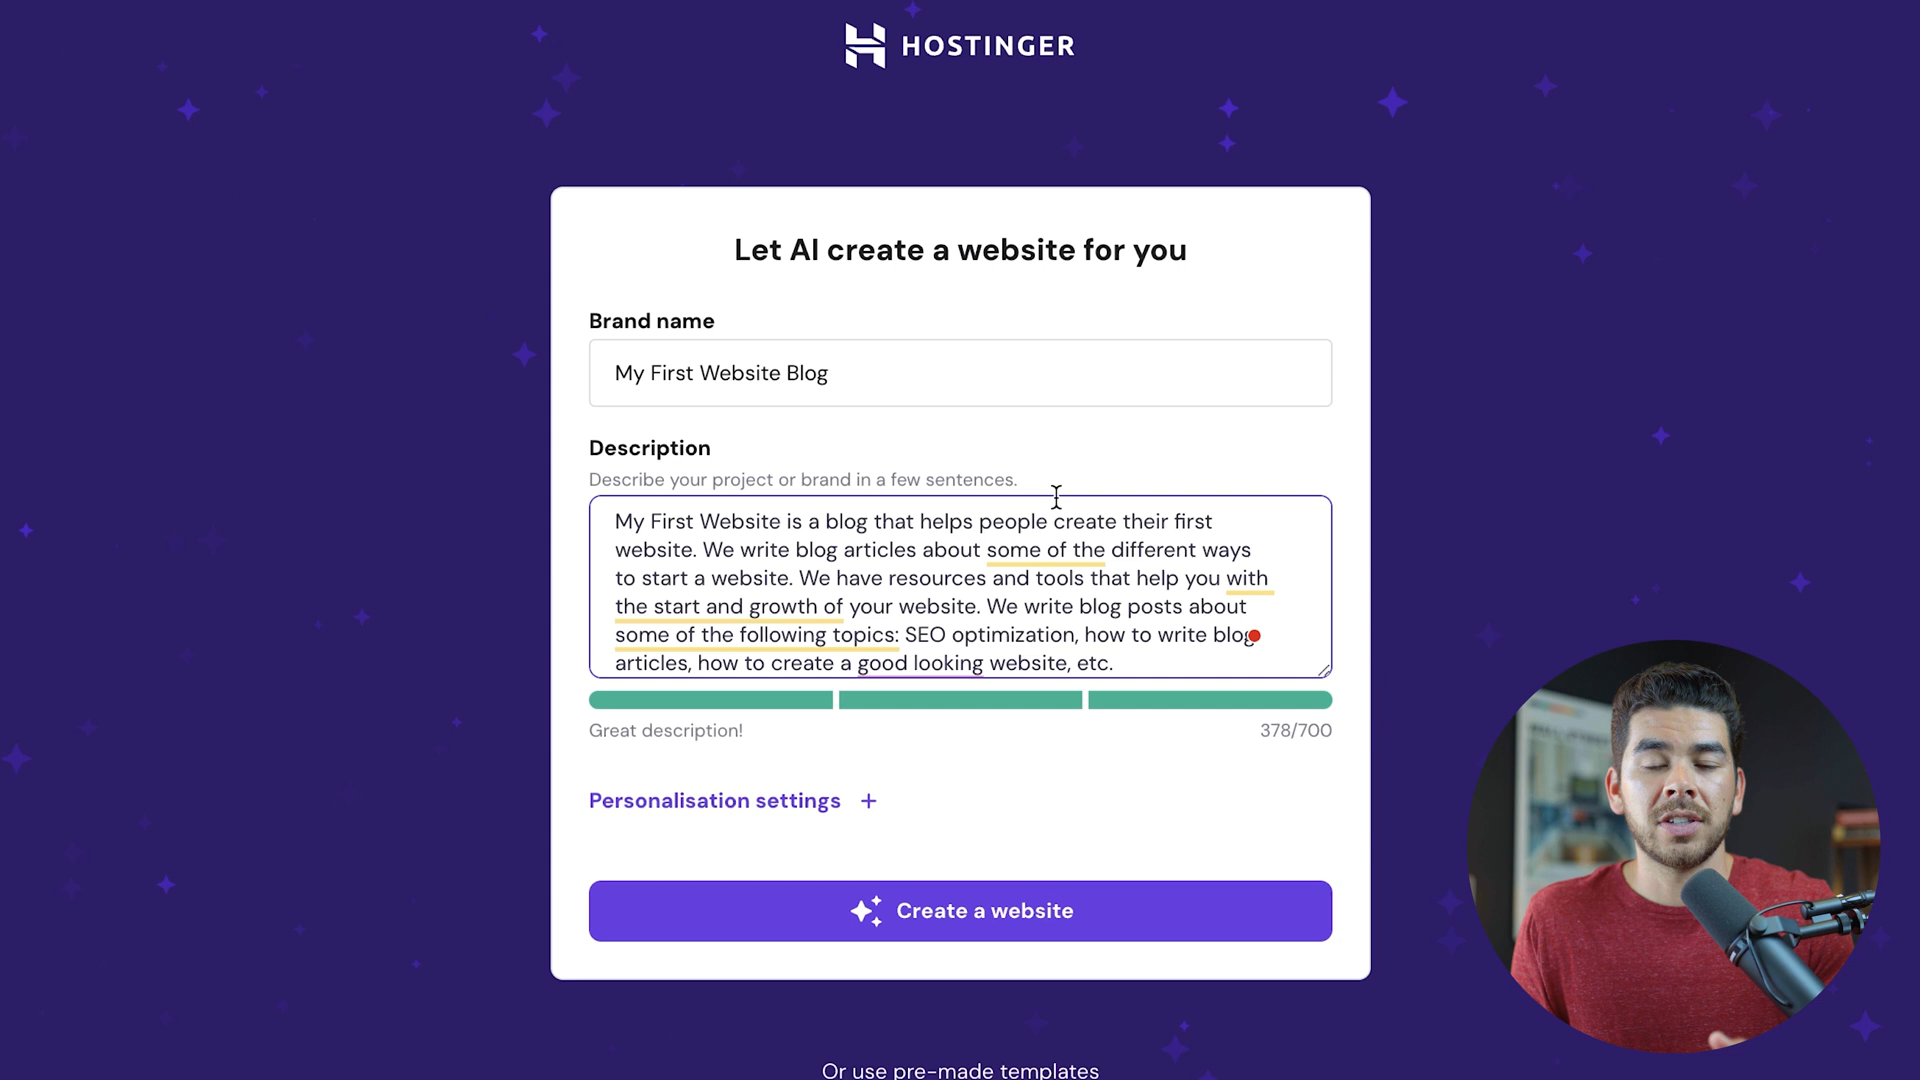 HOSTINGER
Let AI create a website for you
Brand name
My First Website Blog
Description
Describe your project or brand in a few sentences.
My First Website is a blog that helps people create their first
website. We write blog articles about some of the different ways
to start a website. We have resources and tools that help you with
the start and growth of your website. We write blog posts about
some of the following topics: SEO optimization, how to write blog
articles, how to create a good looking website, etc.
Great description!
378/700
Personalisation settings +
Create a website
Or use pre-made templates